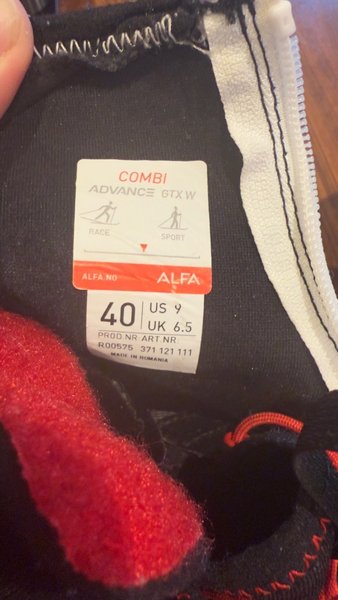 COMBI
ADVANCE GTX W
RACE
SPORT
ALFA.NO
ALFA
40
US 9
UK 6.5
PROD.NR ART.NR
R00575 371 121 111
MADE IN ROMANIA